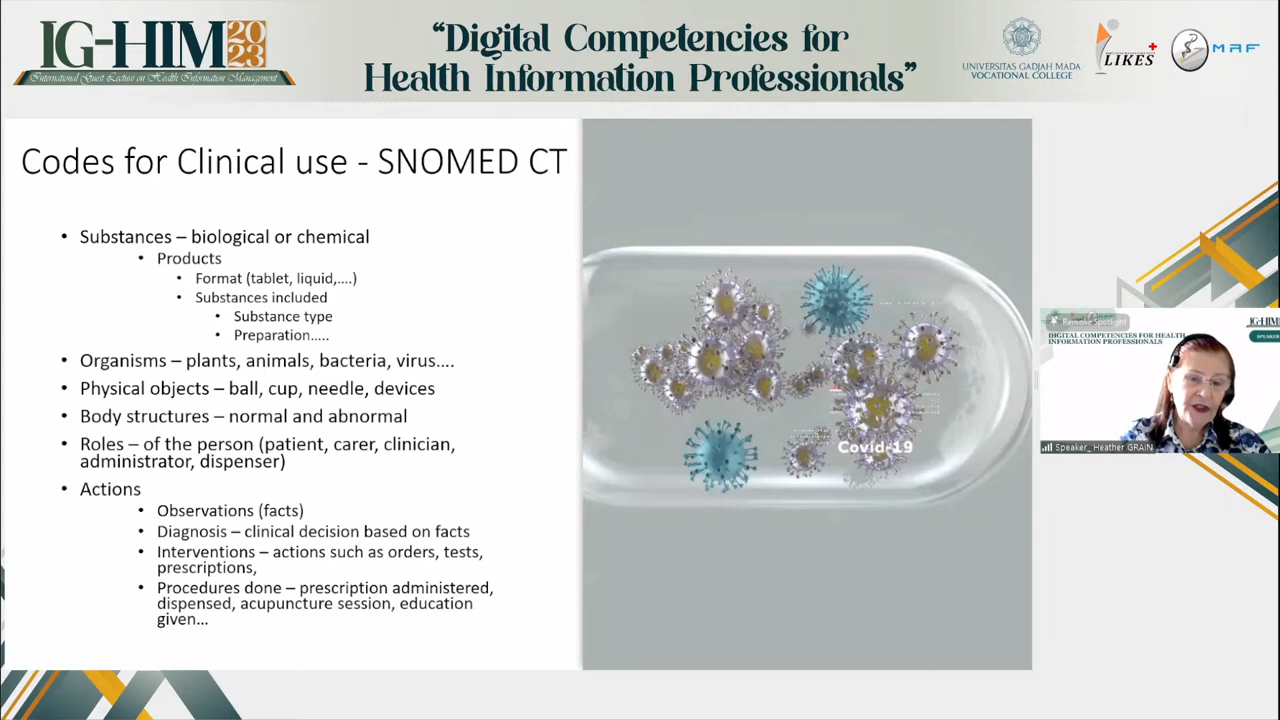 IG-HIM 2023
International Guest Lecture on Health Information Management
“Digital Competencies for
Health Information Professionals”
UNIVERSITAS GADJAH MADA
VOCATIONAL COLLEGE
LIKES
MAF
Codes for Clinical use - SNOMED CT
• Substances – biological or chemical
• Products
• Format (tablet, liquid,....)
• Substances included
• Substance type
• Preparation.....
• Organisms – plants, animals, bacteria, virus....
• Physical objects – ball, cup, needle, devices
• Body structures – normal and abnormal
• Roles – of the person (patient, carer, clinician,
administrator, dispenser)
• Actions
• Observations (facts)
• Diagnosis – clinical decision based on facts
• Interventions – actions such as orders, tests,
prescriptions,
• Procedures done – prescription administered,
dispensed, acupuncture session, education
given...
Covid-19
Remove Spotlight
IG-HIM
DIGITAL COMPETENCIES FOR HEALTH
INFORMATION PROFESSIONALS
SPEAKER
Speaker_ Heather GRAIN